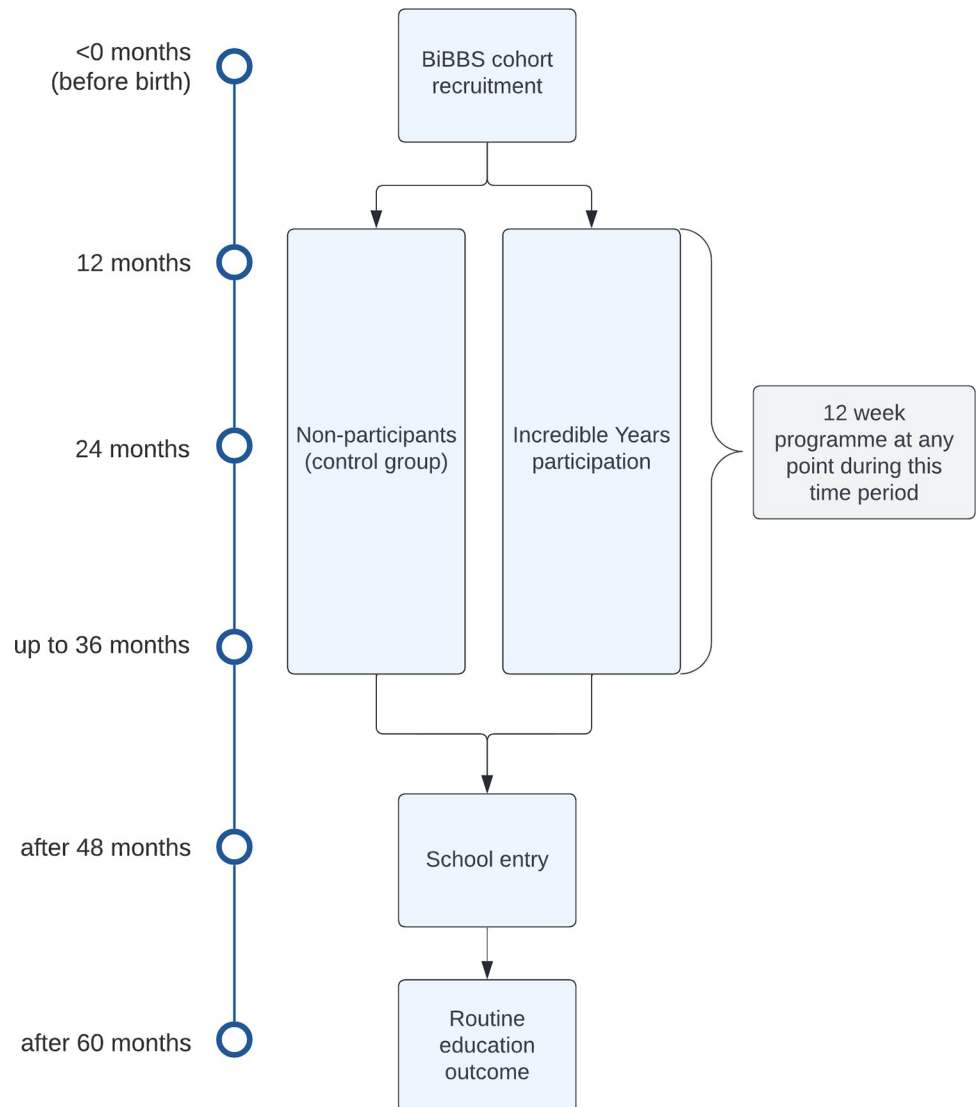 <0 months
(before birth)
BiBBS cohort
recruitment
12 months
24 months
Non-participants
(control group)
Incredible Years
participation
12 week
programme at any
point during this
time period
up to 36 months
after 48 months
School entry
after 60 months
Routine
education
outcome